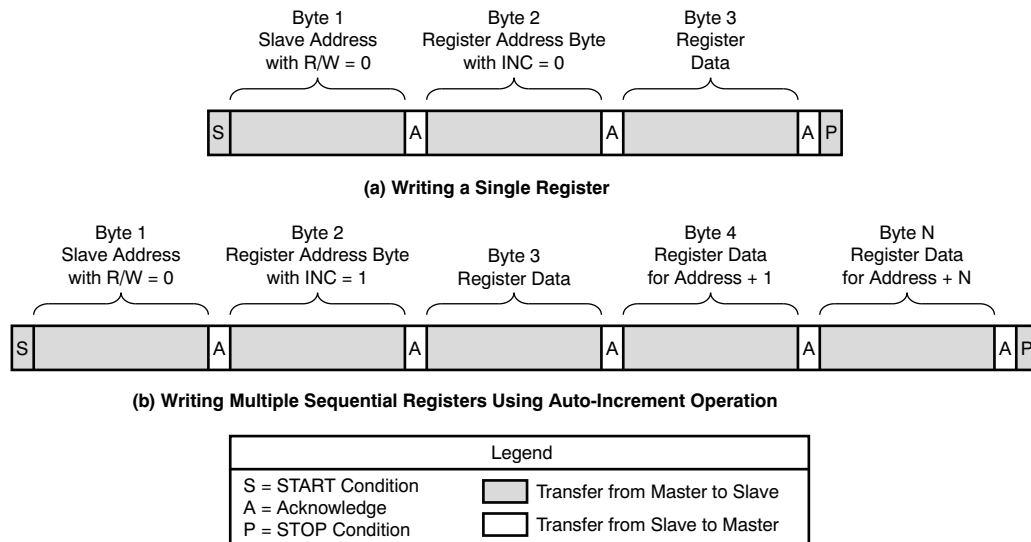 Byte 1
Slave Address
with R/W = 0
Byte 2
Register Address Byte
with INC = 0
Byte 3
Register
Data
S
A
A
A
P
(a) Writing a Single Register
Byte 1
Slave Address
with R/W = 0
Byte 2
Register Address Byte
with INC = 1
Byte 3
Register Data
Byte 4
Register Data
for Address + 1
Byte N
Register Data
for Address + N
S
A
A
A
A
A
P
(b) Writing Multiple Sequential Registers Using Auto-Increment Operation
Legend
S = START Condition
A = Acknowledge
P = STOP Condition
Transfer from Master to Slave
Transfer from Slave to Master